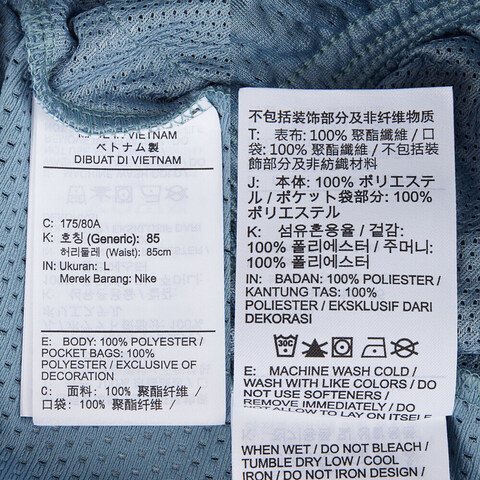 VIETNAM
ベトナム製
DIBUAT DI VIETNAM
C: 175/80A
K: 호칭 (Generic): 85
허리둘레 (Waist): 85cm
IN: Ukuran: L
Merek Barang: Nike
E: BODY: 100% POLYESTER/
POCKET BAGS: 100%
POLYESTER/ EXCLUSIVE OF
DECORATION
C: 面料: 100% 聚酯纤维/
口袋: 100% 聚酯纤维/
不包括装饰部分及非纤维物质
T: 表布: 100% 聚酯纖維/ 口
袋: 100% 聚酯纖維/ 不包括装
飾部分及非紡織材料
J: 本体: 100% ポリエステ
ル/ ポケット袋部分: 100%
ポリエステル
K: 섬유혼용율/ 겉감:
100% 폴리에스터/ 주머니:
100% 폴리에스터
IN: BADAN: 100% POLIESTER/
KANTUNG TAS: 100%
POLIESTER/ EKSKLUSIF DARI
DEKORASI
30C
E: MACHINE WASH COLD/
WASH WITH LIKE COLORS/ DO
NOT USE SOFTENERS/
REMOVE IMMEDIATELY/ DO
NOT ALLOW TO LAY ON ITSELF
WHEN WET/ DO NOT BLEACH/
TUMBLE DRY LOW/ COOL
IRON/ DO NOT IRON DESIGN/